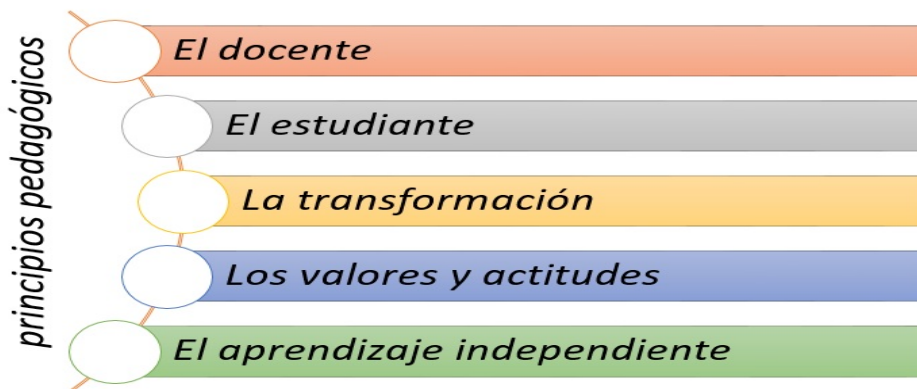 principios pedagógicos
El docente
El estudiante
La transformación
Los valores y actitudes
El aprendizaje independiente